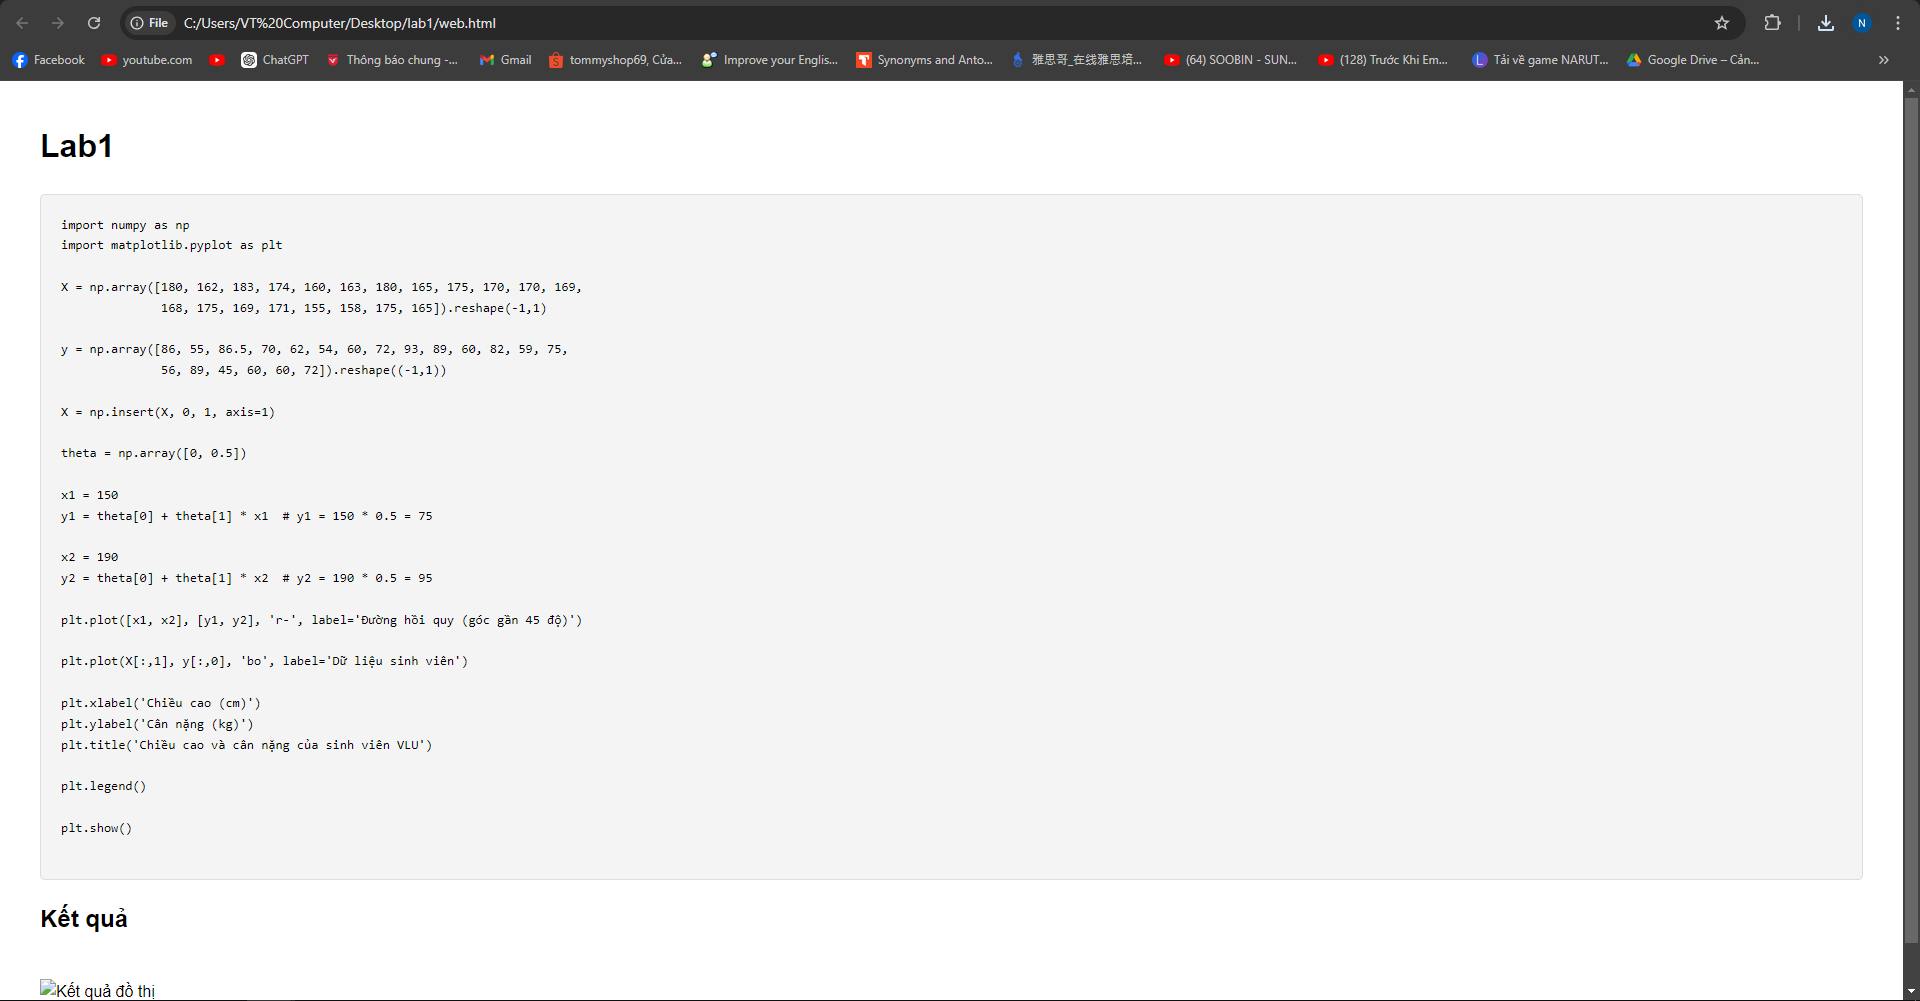 File C:/Users/VT%20Computer/Desktop/lab1/web.html N
Facebook youtube.com ChatGPT Thông báo chung -... Gmail tommyshop69, Cửa... Improve your Englis... Synonyms and Anto... 雅思哥_在线雅思培... (64) SOOBIN - SUN... (128) Trước Khi Em... L Tải về game NARUT... Google Drive – Cản... »
Lab1
import numpy as np
import matplotlib.pyplot as plt
X = np.array([180, 162, 183, 174, 160, 163, 180, 165, 175, 170, 170, 169,
168, 175, 169, 171, 155, 158, 175, 165]).reshape(-1,1)
y = np.array([86, 55, 86.5, 70, 62, 54, 60, 72, 93, 89, 60, 82, 59, 75,
56, 89, 45, 60, 60, 72]).reshape((-1,1))
X = np.insert(X, 0, 1, axis=1)
theta = np.array([0, 0.5])
x1 = 150
y1 = theta[0] + theta[1] * x1  # y1 = 150 * 0.5 = 75
x2 = 190
y2 = theta[0] + theta[1] * x2  # y2 = 190 * 0.5 = 95
plt.plot([x1, x2], [y1, y2], 'r-', label='Đường hồi quy (góc gần 45 độ)')
plt.plot(X[:,1], y[:,0], 'bo', label='Dữ liệu sinh viên')
plt.xlabel('Chiều cao (cm)')
plt.ylabel('Cân nặng (kg)')
plt.title('Chiều cao và cân nặng của sinh viên VLU')
plt.legend()
plt.show()
Kết quả
Kết quả đồ thị